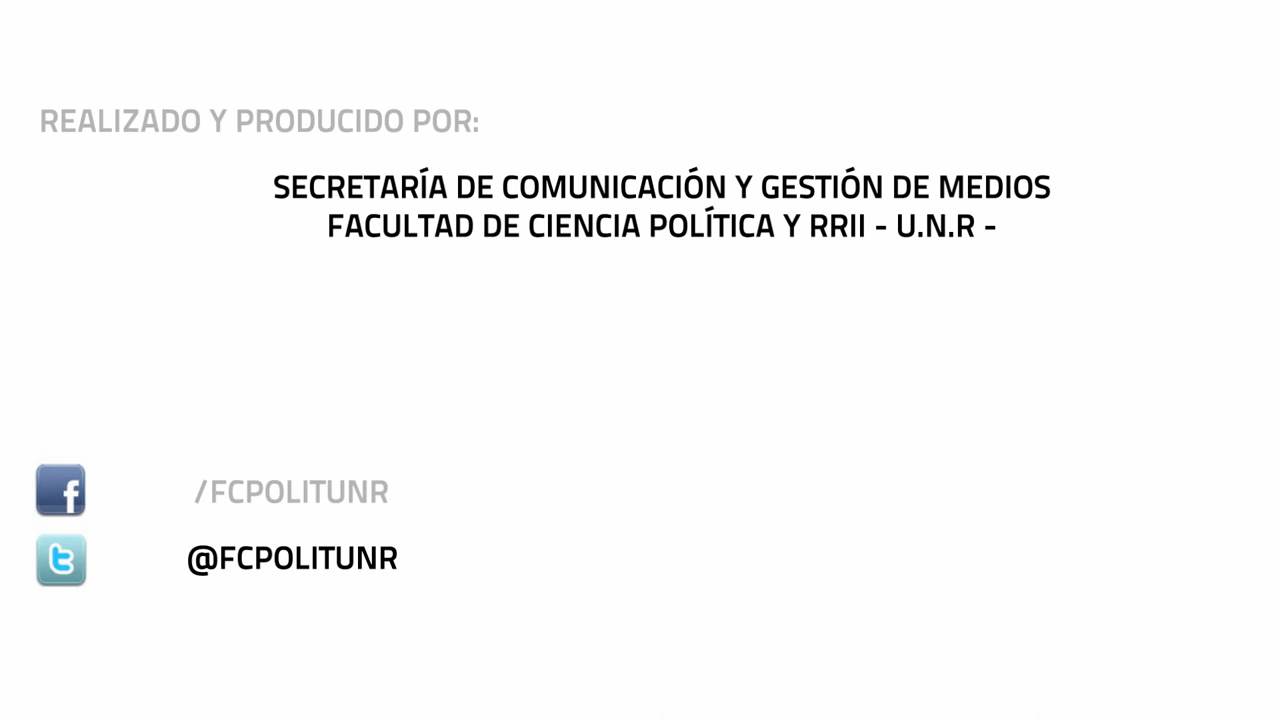 REALIZADO Y PRODUCIDO POR:
SECRETARÍA DE COMUNICACIÓN Y GESTIÓN DE MEDIOS
FACULTAD DE CIENCIA POLÍTICA Y RRII - U.N.R -
/FCPOLITUNR
@FCPOLITUNR